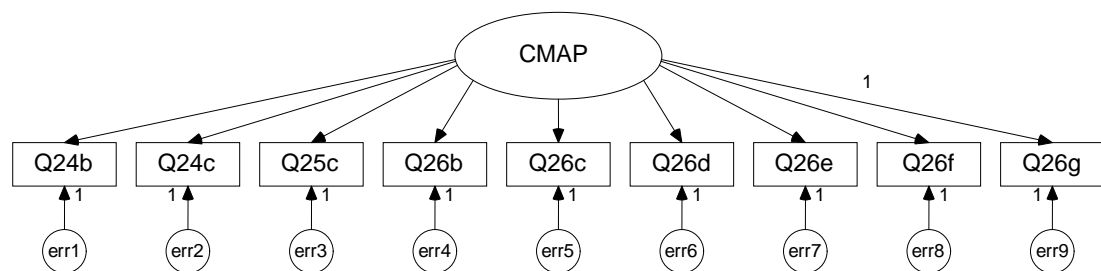 CMAP
1
Q24b
Q24c
Q25c
Q26b
Q26c
Q26d
Q26e
Q26f
Q26g
1
1
1
1
1
1
1
1
1
err1
err2
err3
err4
err5
err6
err7
err8
err9